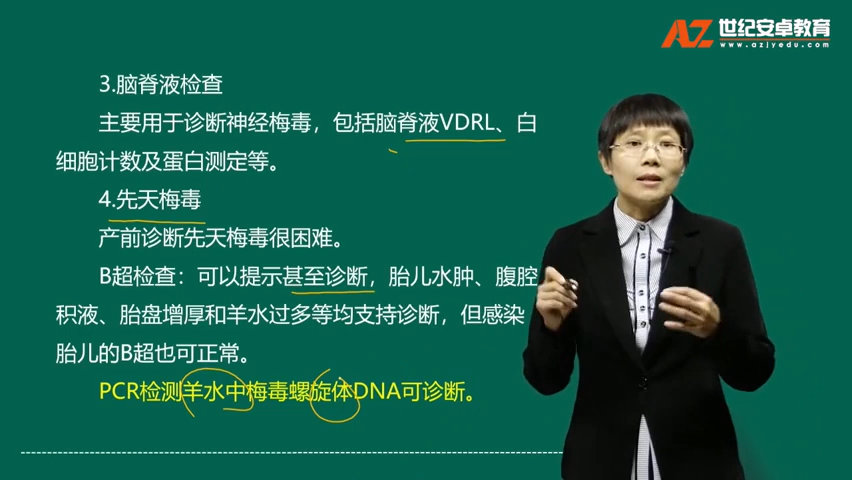 AZ世纪安卓教育
www.azjyedu.com
3.脑脊液检查
主要用于诊断神经梅毒，包括脑脊液VDRL、白
细胞计数及蛋白测定等。
4.先天梅毒
产前诊断先天梅毒很困难。
B超检查：可以提示甚至诊断，胎儿水肿、腹腔
积液、胎盘增厚和羊水过多等均支持诊断，但感染
胎儿的B超也可正常。
PCR检测羊水中梅毒螺旋体DNA可诊断。